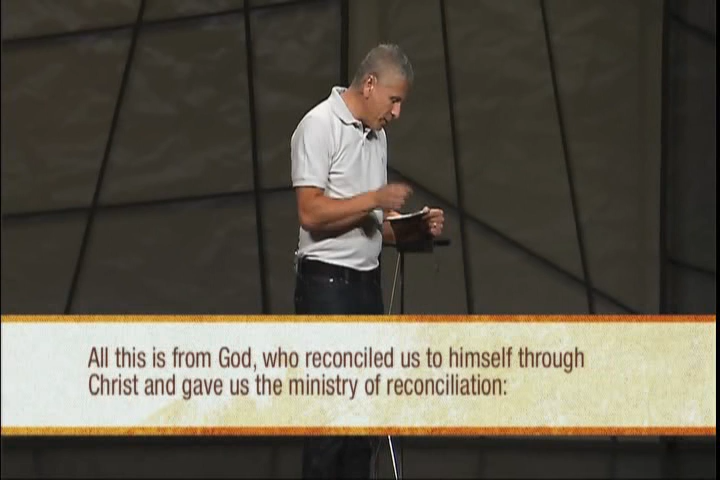 All this is from God, who reconciled us to himself through
Christ and gave us the ministry of reconciliation: